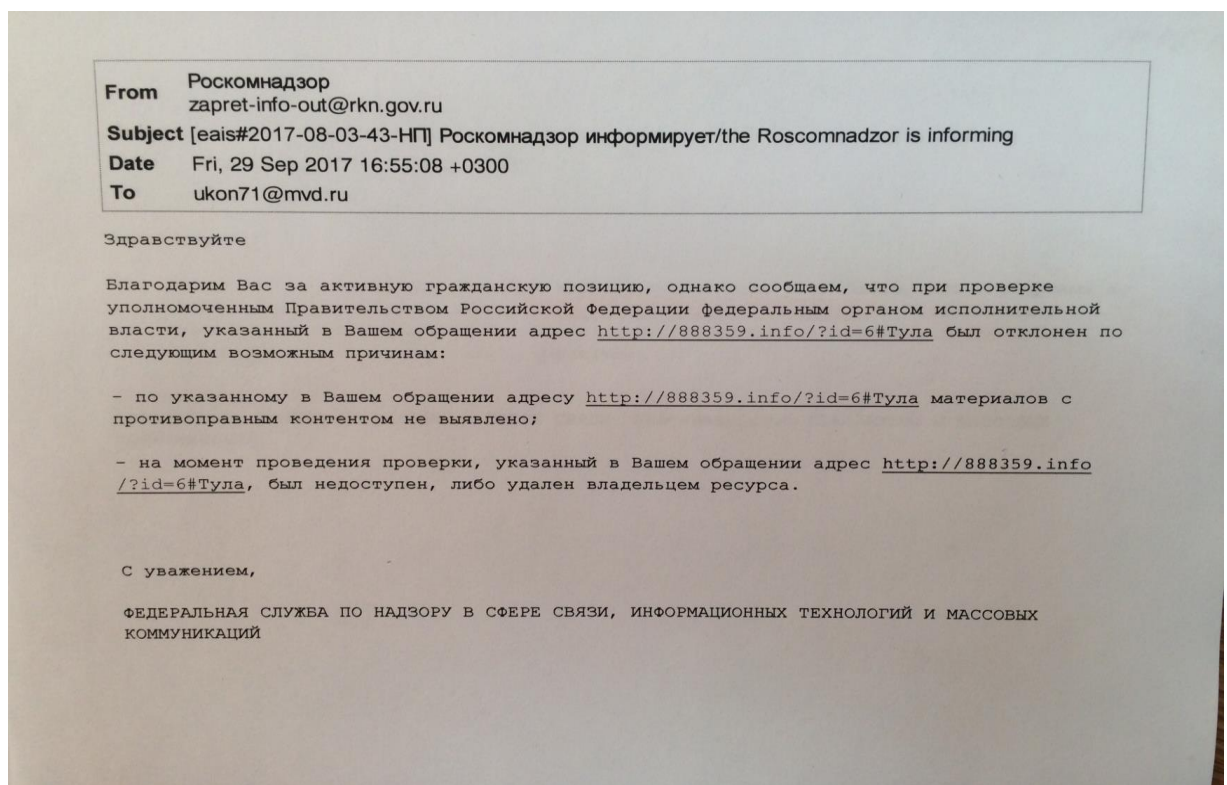 From Роскомнадзор
zapret-info-out@rkn.gov.ru
Subject [eais#2017-08-03-43-НП] Роскомнадзор информирует/the Roscomnadzor is informing
Date Fri, 29 Sep 2017 16:55:08 +0300
To ukon71@mvd.ru
Здравствуйте
Благодарим Вас за активную гражданскую позицию, однако сообщаем, что при проверке
уполномоченным Правительством Российской Федерации федеральным органом исполнительной
власти, указанный в Вашем обращении адрес http://888359.info/?id=6#Тула был отклонен по
следующим возможным причинам:
- по указанному в Вашем обращении адресу http://888359.info/?id=6#Тула материалов с
противоправным контентом не выявлено;
- на момент проведения проверки, указанный в Вашем обращении адрес http://888359.info
/?id=6#Тула, был недоступен, либо удален владельцем ресурса.
С уважением,
ФЕДЕРАЛЬНАЯ СЛУЖБА ПО НАДЗОРУ В СФЕРЕ СВЯЗИ, ИНФОРМАЦИОННЫХ ТЕХНОЛОГИЙ И МАССОВЫХ
КОММУНИКАЦИЙ